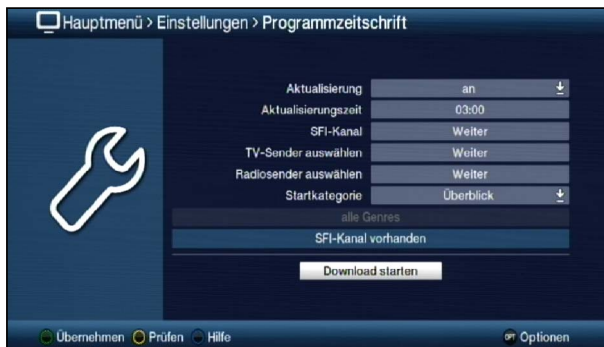 Hauptmenü > Einstellungen > Programmzeitschrift
Aktualisierung an
Aktualisierungszeit 03:00
SFI-Kanal Weiter
TV-Sender auswählen Weiter
Radiosender auswählen Weiter
Startkategorie Überblick
alle Genres
SFI-Kanal vorhanden
Download starten
Übernehmen Prüfen Hilfe OPT Optionen